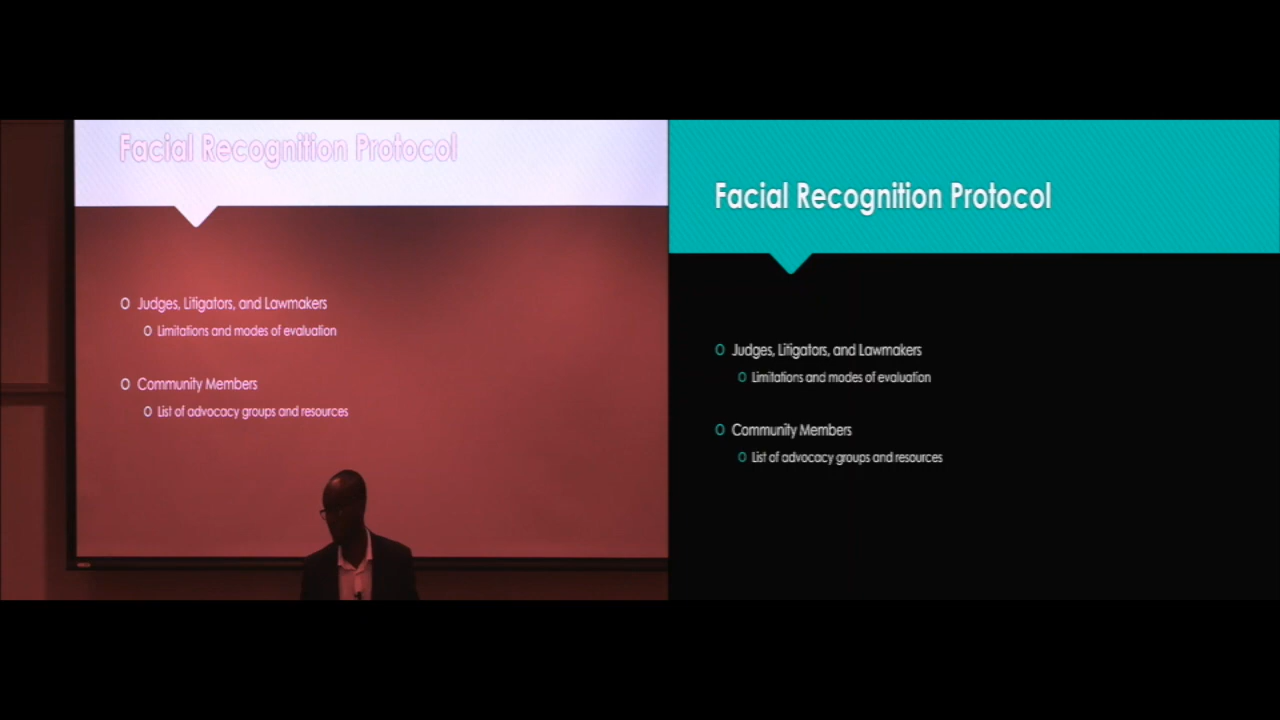 Facial Recognition Protocol
O Judges, Litigators, and Lawmakers
O Limitations and modes of evaluation
O Community Members
O List of advocacy groups and resources
Facial Recognition Protocol
O Judges, Litigators, and Lawmakers
O Limitations and modes of evaluation
O Community Members
O List of advocacy groups and resources